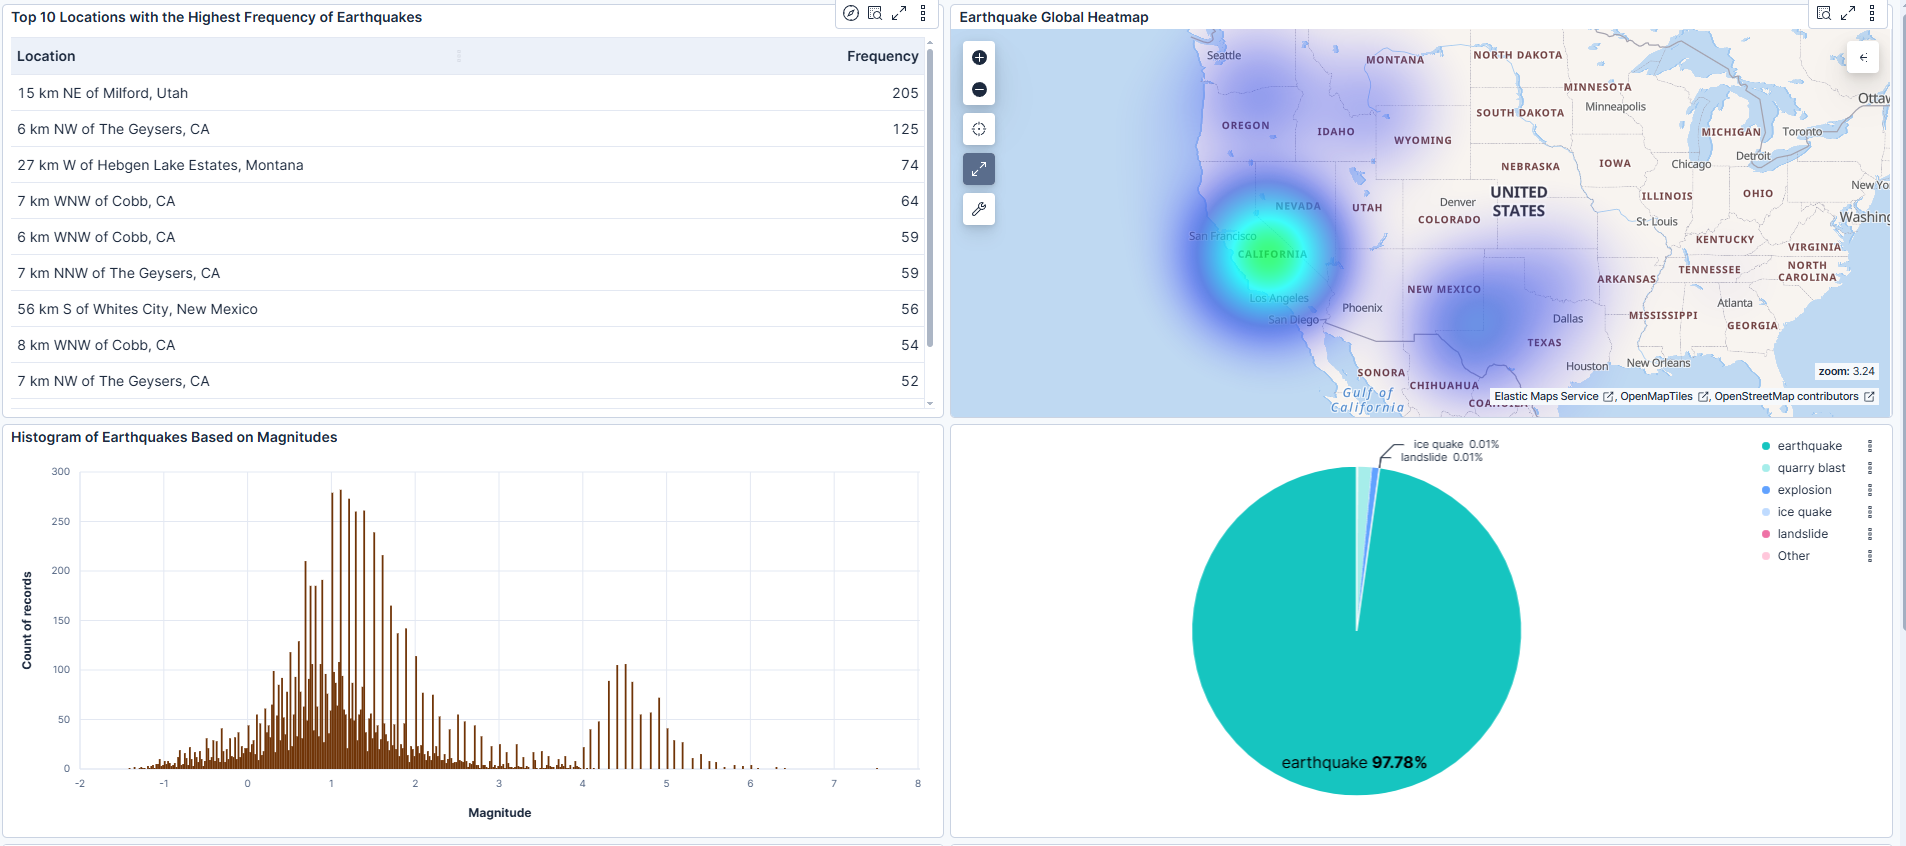 Top 10 Locations with the Highest Frequency of Earthquakes
Location Frequency
15 km NE of Milford, Utah 205
6 km NW of The Geysers, CA 125
27 km W of Hebgen Lake Estates, Montana 74
7 km WNW of Cobb, CA 64
6 km WNW of Cobb, CA 59
7 km NNW of The Geysers, CA 59
56 km S of Whites City, New Mexico 56
8 km WNW of Cobb, CA 54
7 km NW of The Geysers, CA 52
Earthquake Global Heatmap
Seattle
MONTANA
NORTH DAKOTA
MINNESOTA
Minneapolis
Ottaw
OREGON
IDAHO
WYOMING
SOUTH DAKOTA
MICHIGAN
Toronto
Detroit
Chicago
NEBRASKA
IOWA
New Yo
NEVADA
UTAH
Denver
COLORADO
UNITED
STATES
ILLINOIS
OHIO
Washing
St. Louis
San Francisco
CALIFORNIA
KENTUCKY
VIRGINIA
TENNESSEE
NORTH
CAROLINA
ARKANSAS
NEW MEXICO
Los Angeles
San Diego
Phoenix
Dallas
Atlanta
MISSISSIPPI
GEORGIA
TEXAS
Houston
New Orleans
SONORA
CHIHUAHUA
Gulf of
California
zoom: 3.24
Elastic Maps Service , OpenMapTiles , OpenStreetMap contributors
Histogram of Earthquakes Based on Magnitudes
Count of records
300
250
200
150
100
50
0
-2 -1 0 1 2 3 4 5 6 7 8
Magnitude
ice quake 0.01%
landslide 0.01%
earthquake 97.78%
earthquake
quarry blast
explosion
ice quake
landslide
Other